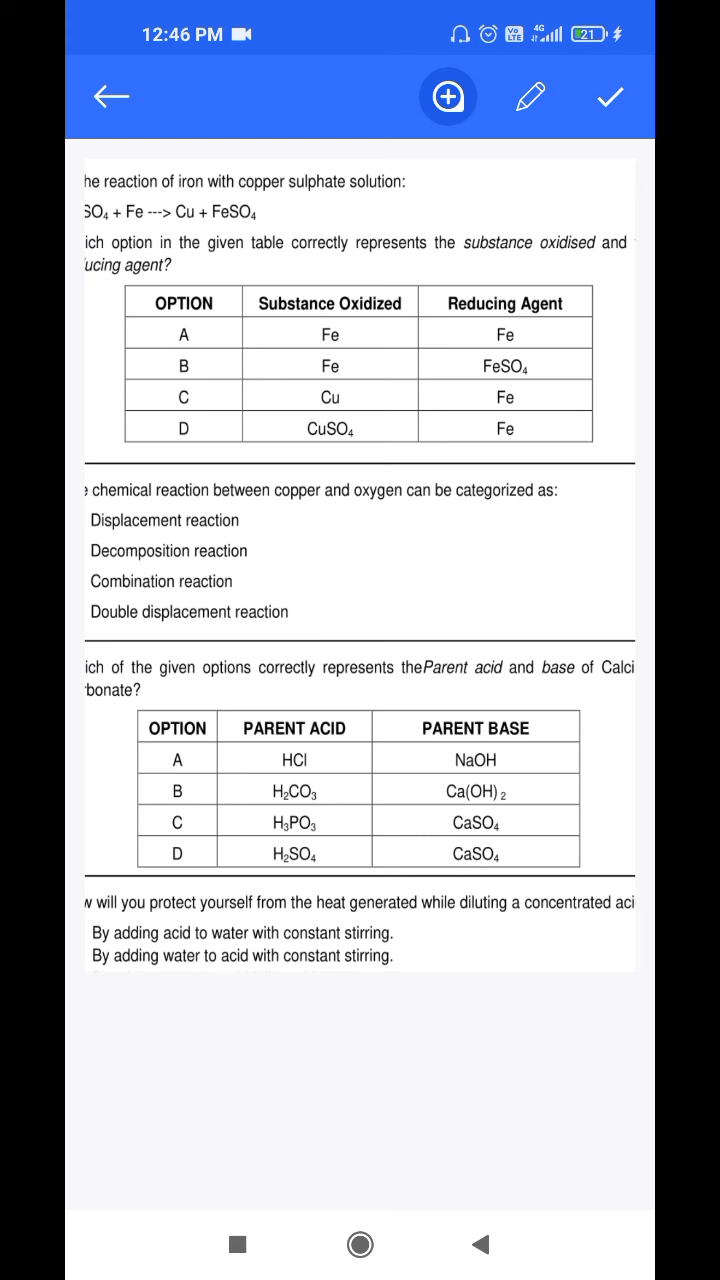 12:46 PM
Vo LTE 4G 21
he reaction of iron with copper sulphate solution:
SO₄ + Fe ---> Cu + FeSO₄
ich option in the given table correctly represents the substance oxidised and
ucing agent?
OPTION Substance Oxidized Reducing Agent
A Fe Fe
B Fe FeSO₄
C Cu Fe
D CuSO₄ Fe
e chemical reaction between copper and oxygen can be categorized as:
Displacement reaction
Decomposition reaction
Combination reaction
Double displacement reaction
ich of the given options correctly represents theParent acid and base of Calci
rbonate?
OPTION PARENT ACID PARENT BASE
A HCl NaOH
B H₂CO₃ Ca(OH) ₂
C H₃PO₃ CaSO₄
D H₂SO₄ CaSO₄
w will you protect yourself from the heat generated while diluting a concentrated aci
By adding acid to water with constant stirring.
By adding water to acid with constant stirring.